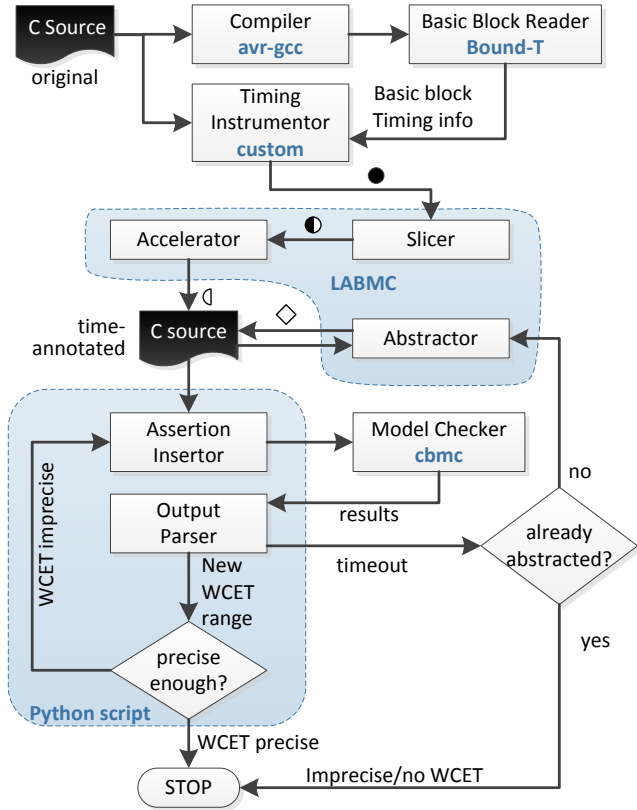 C Source
original
Compiler
avr-gcc
Basic Block Reader
Bound-T
Timing
Instrumentor
custom
Basic block
Timing info
Accelerator
Slicer
LABMC
time-
annotated
C source
Abstractor
Assertion
Insertor
Model Checker
cbmc
WCET imprecise
no
Output
Parser
results
timeout
already
abstracted?
New
WCET
range
yes
precise
enough?
Python script
WCET precise
STOP
Imprecise/no WCET